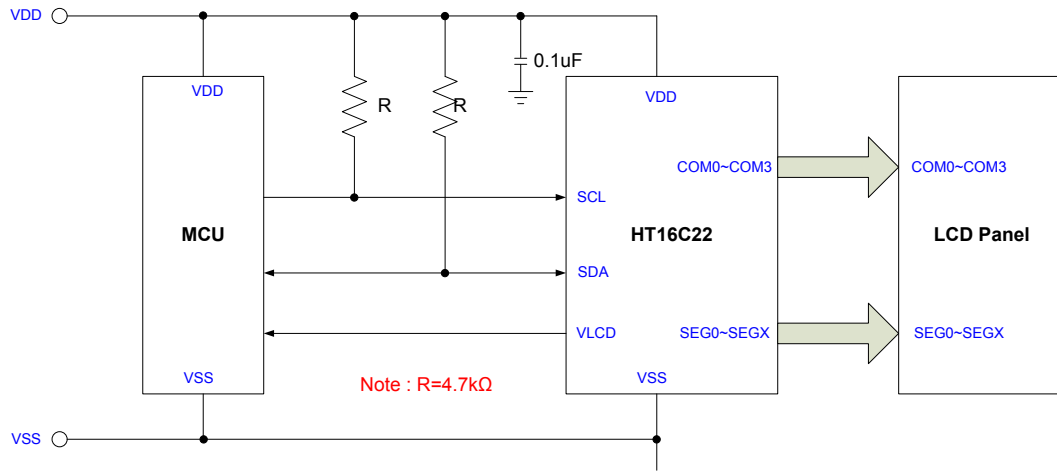 VDD
0.1uF
VDD
VDD
R
R
COM0~COM3
COM0~COM3
SCL
MCU
HT16C22
LCD Panel
SDA
VLCD
SEG0~SEGX
SEG0~SEGX
VSS
VSS
Note : R=4.7kΩ
VSS